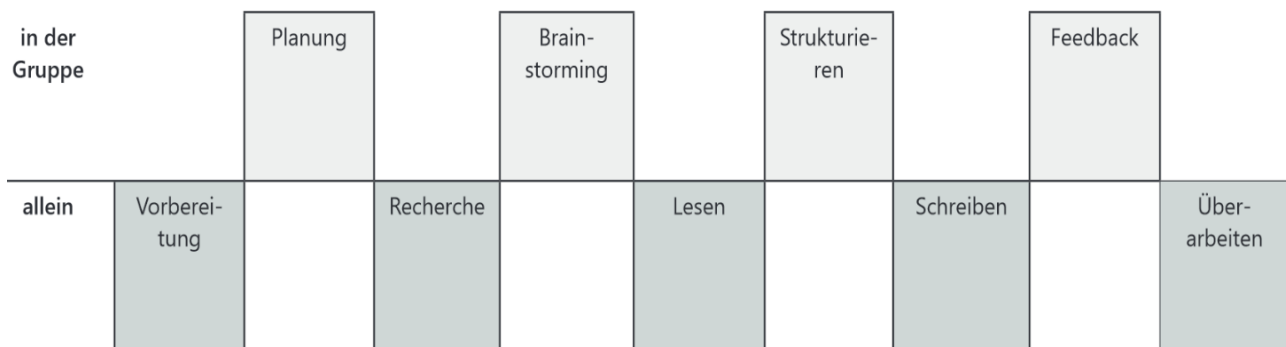 in der
Gruppe
Planung
Brain-
storming
Strukturie-
ren
Feedback
allein
Vorberei-
tung
Recherche
Lesen
Schreiben
Über-
arbeiten